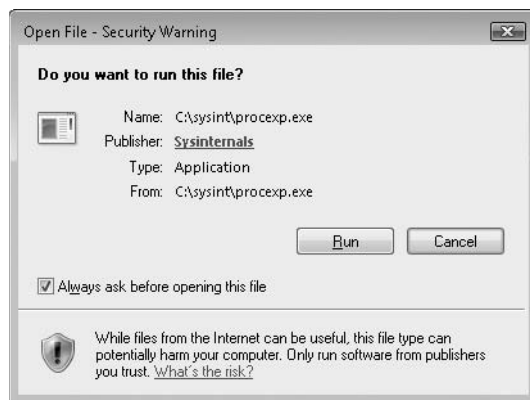 Open File - Security Warning
Do you want to run this file?
Name: C:\sysint\procexp.exe
Publisher: Sysinternals
Type: Application
From: C:\sysint\procexp.exe
Run
Cancel
Always ask before opening this file
While files from the Internet can be useful, this file type can
potentially harm your computer. Only run software from publishers
you trust. What's the risk?